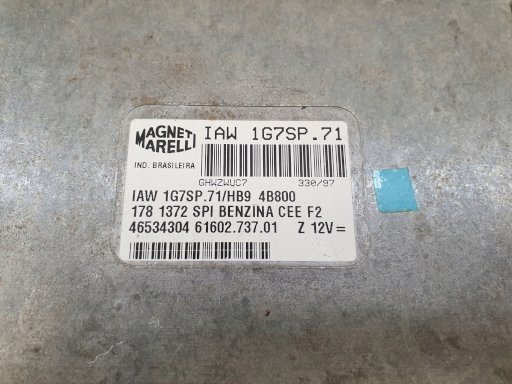 MAGNETI
MARELLI
IAW 1G7SP.71
IND. BRASILEIRA
GHWZWUC7 330/97
IAW 1G7SP.71/HB9 4B800
178 1372 SPI BENZINA CEE F2
46534304 61602.737.01 Z 12V=